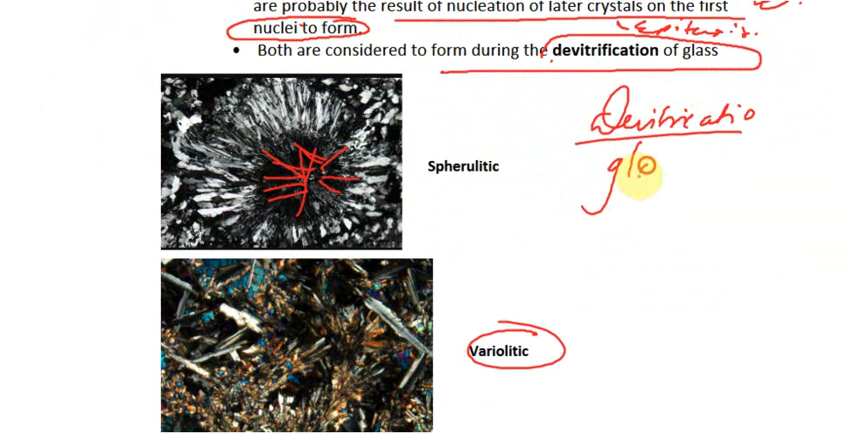 are probably the result of nucleation of later crystals on the first
nuclei to form.
• Both are considered to form during the devitrification of glass
Spherulitic
Variolitic